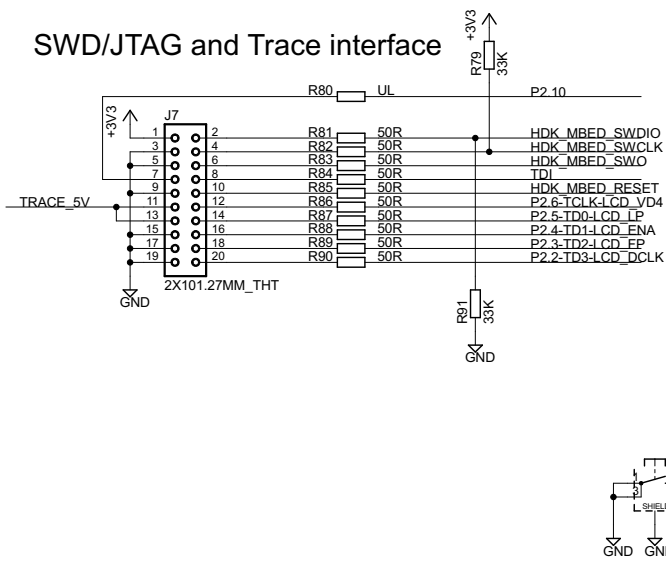 SWD/JTAG and Trace interface
+3V3
R79
33K
R80 UL P2.10
+3V3
J7
1 2 R81 50R HDK_MBED_SWDIO
3 4 R82 50R HDK_MBED_SWCLK
5 6 R83 50R HDK_MBED_SWO
7 8 R84 50R TDI
9 10 R85 50R HDK_MBED_RESET
TRACE_5V 11 12 R86 50R P2.6-TCLK-LCD_VD4
13 14 R87 50R P2.5-TD0-LCD_LP
15 16 R88 50R P2.4-TD1-LCD_ENA
17 18 R89 50R P2.3-TD2-LCD_FP
19 20 R90 50R P2.2-TD3-LCD_DCLK
2X101.27MM_THT
GND
R91
33K
GND
1
3
SHIELD
GND